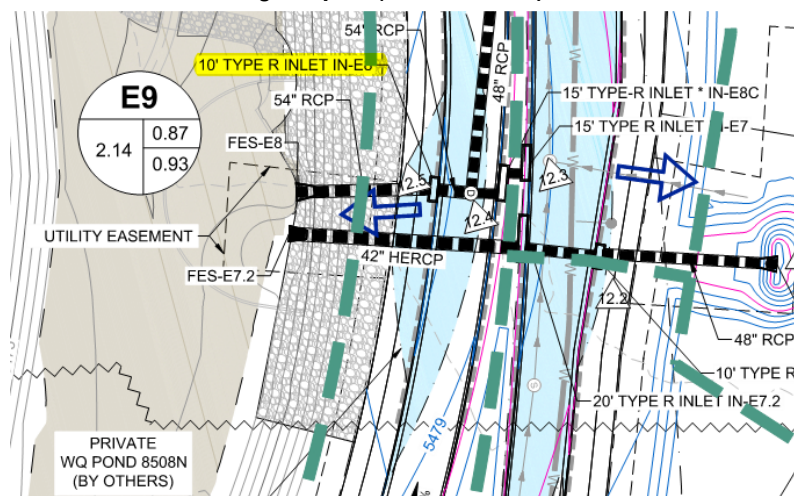 54" RCP
10' TYPE R INLET IN-E8
48" RCP
15' TYPE-R INLET * IN-E8C
54" RCP
E9
2.14
0.87
0.93
15' TYPE R INLET IN-E7
FES-E8
12.5
12.3
D
12.4
UTILITY EASEMENT
42" HERCP
FES-E7.2
12.2
48" RCP
10' TYPE R
S
20' TYPE R INLET IN-E7.2
5479
PRIVATE
WQ POND 8508N
(BY OTHERS)
W
W
W